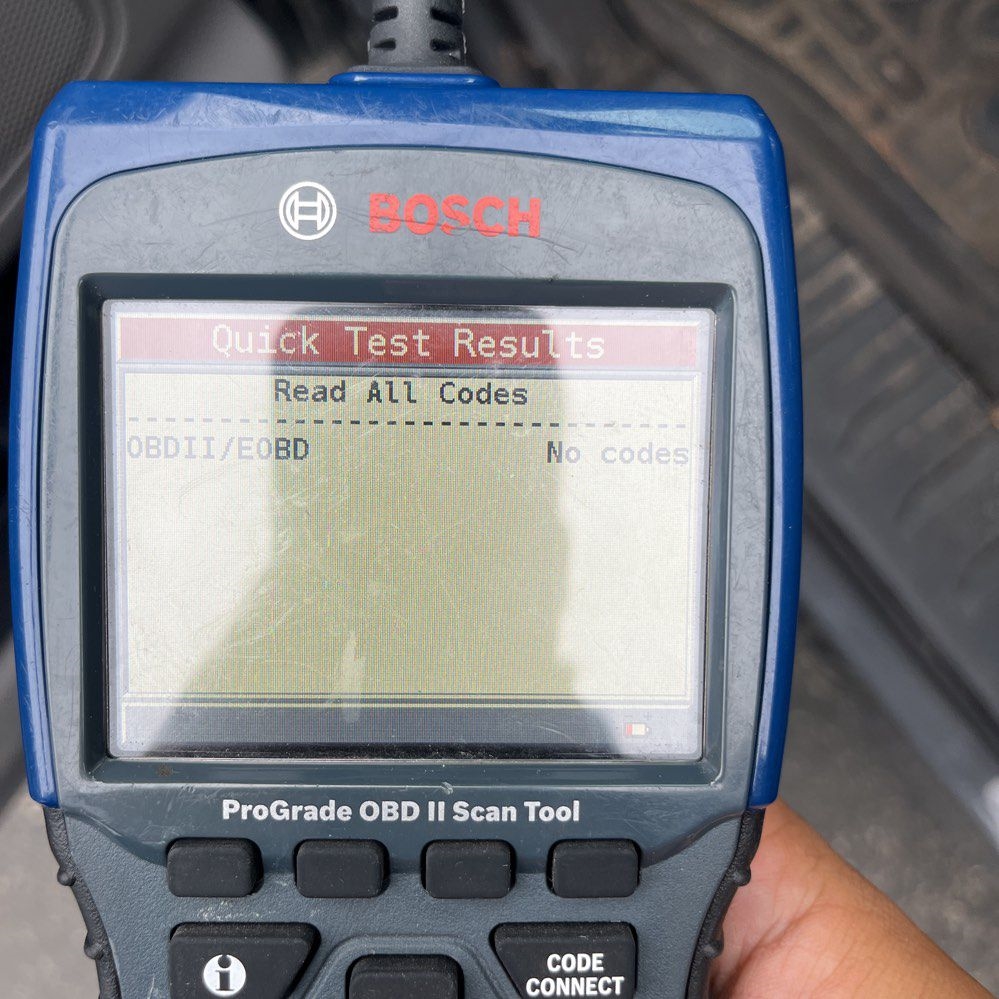 BOSCH
Quick Test Results
Read All Codes
OBDII/EOBD No codes
ProGrade OBD II Scan Tool
i
CODE
CONNECT